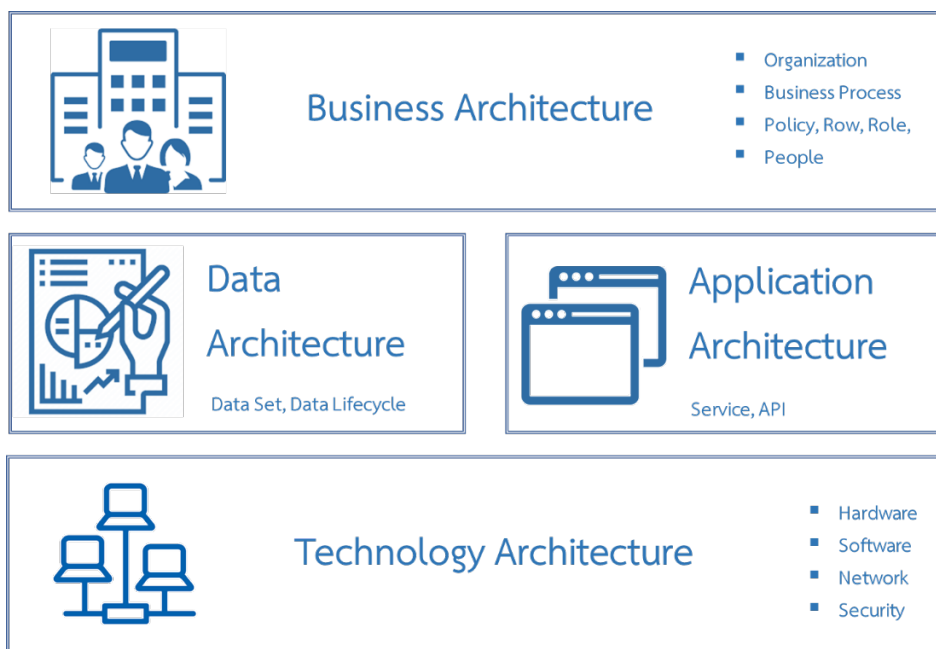 Business Architecture
Organization
Business Process
Policy, Row, Role,
People
Data
Architecture
Data Set, Data Lifecycle
Application
Architecture
Service, API
Technology Architecture
Hardware
Software
Network
Security